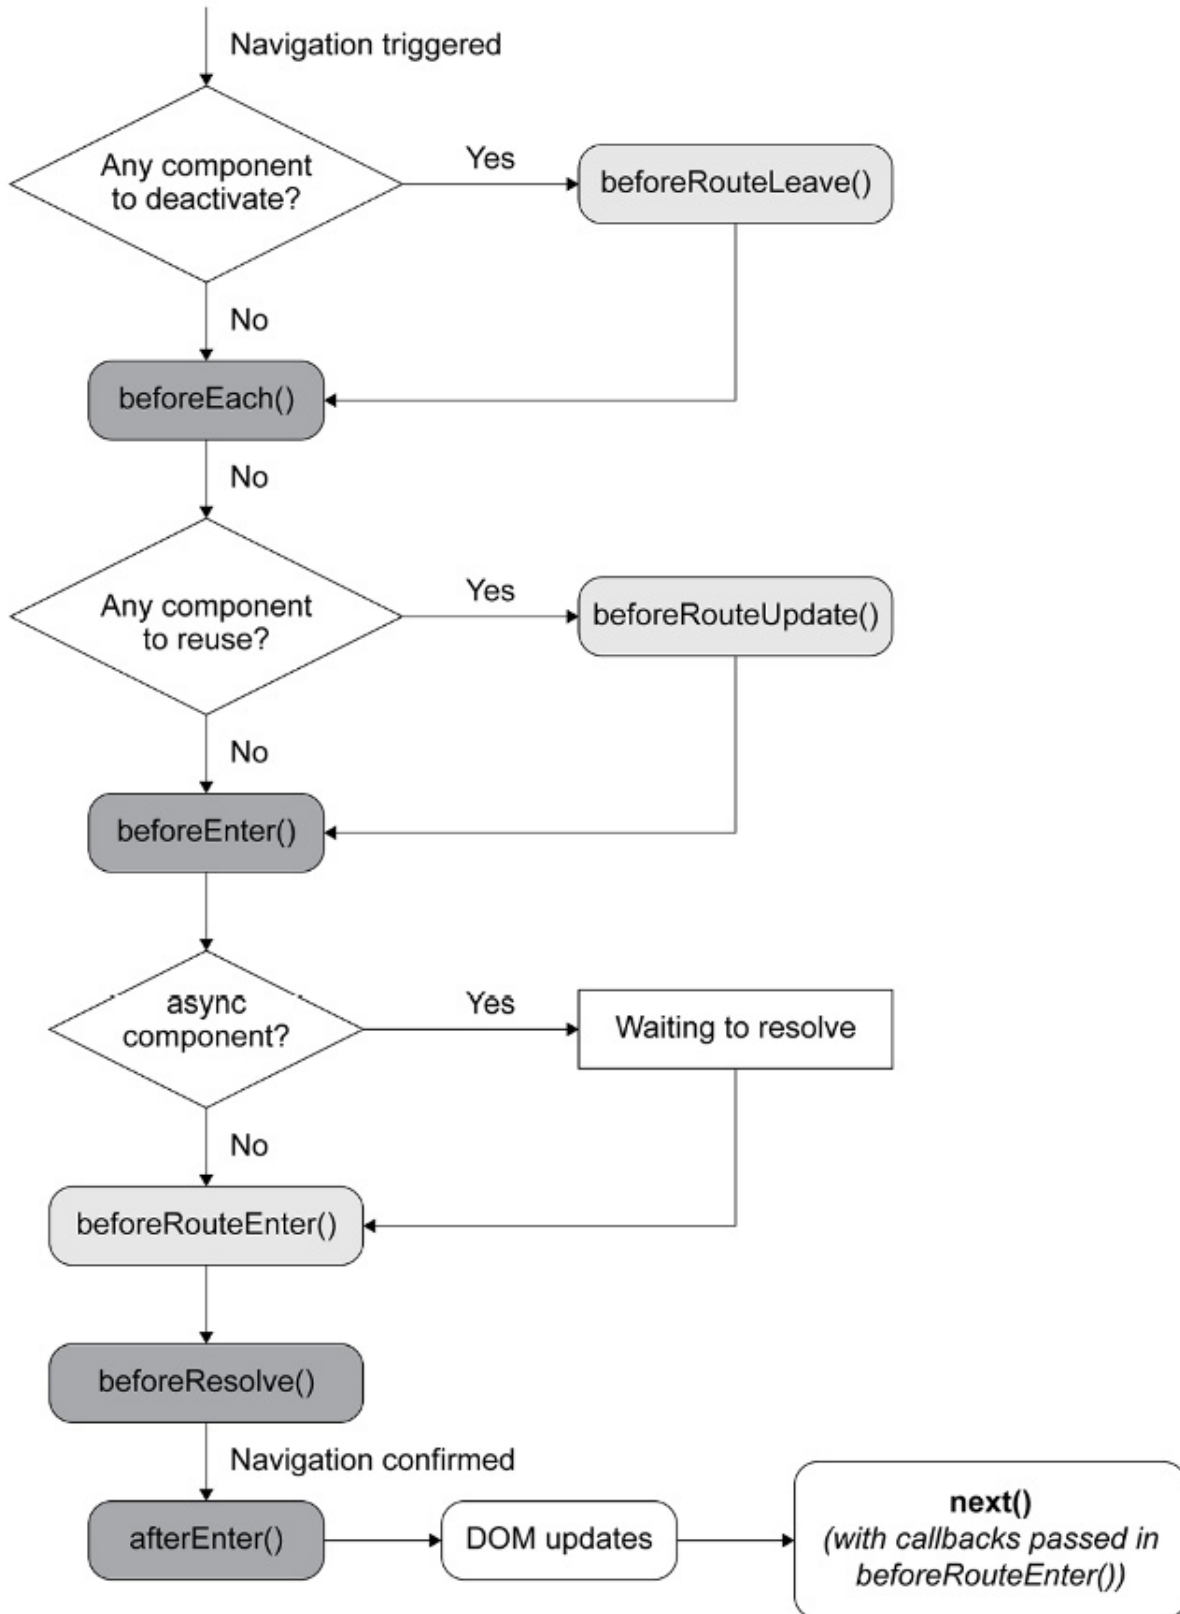 Navigation triggered
Any component
to deactivate?
Yes
beforeRouteLeave()
No
beforeEach()
No
Any component
to reuse?
Yes
beforeRouteUpdate()
No
beforeEnter()
async
component?
Yes
Waiting to resolve
No
beforeRouteEnter()
beforeResolve()
Navigation confirmed
afterEnter()
DOM updates
next()
(with callbacks passed in
beforeRouteEnter())